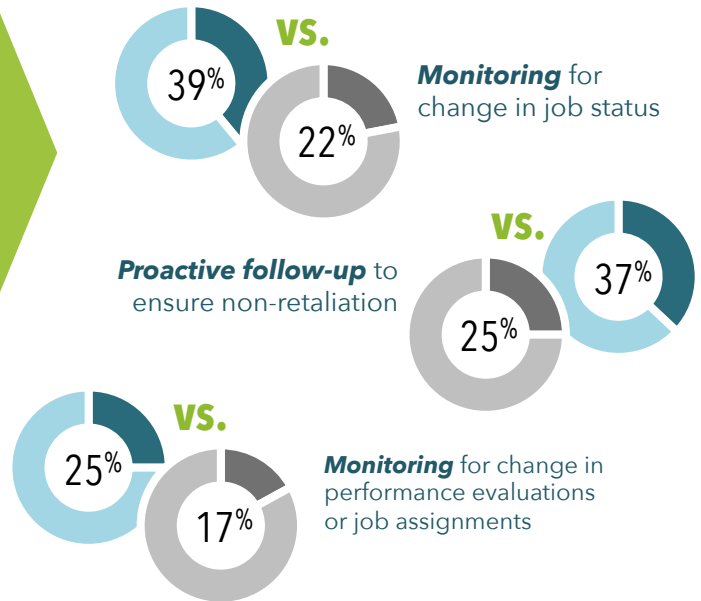 39%
vs.
22%
Monitoring for
change in job status
Proactive follow-up to
ensure non-retaliation
25%
vs.
37%
25%
vs.
17%
Monitoring for change in
performance evaluations
or job assignments